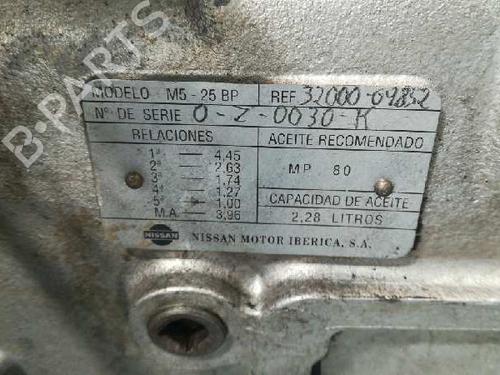 B-PARTS
MODELO M5 - 25 BP REF 32000-09852
Nº DE SERIE 0-Z-0030-K
RELACIONES ACEITE RECOMENDADO
1ª 4,45
2ª 2,63 MP 80
3ª 1,74
4ª 1,27 CAPACIDAD DE ACEITE
5ª 1,00 2,28 LITROS
M.A. 3,96
NISSAN NISSAN MOTOR IBERICA, S.A.